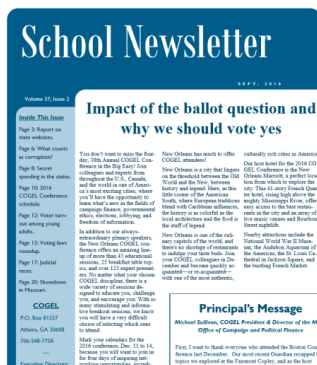 School Newsletter
SEPT. 2016
Volume 37, Issue 2
Impact of the ballot question and
why we should vote yes
Inside This Issue
Page 3: Report on
state websites.
Page 6: What counts
as corruption?
Page 8: Secret
spending in the states.
Page 10: 2016
COGEL Conference
schedule.
Page 12: Voter turn-
out among young
adults.
Page 13: Voting laws
roundup.
Page 17: Judicial
races.
Page 20: Showdown
in Missouri.
COGEL
P.O. Box 81237
Athens, GA 30608
706-548-7758
Executive Directors
You don't want to miss the four-
day, 38th Annual COGEL Con-
ference in the Big Easy! Join
colleagues and experts from
throughout the U.S., Canada,
and the world in one of Ameri-
ca's most exciting cities, where
you'll have the opportunity to
learn what's new in the fields of
campaign finance, governmental
ethics, elections, lobbying, and
freedom of information.
In addition to our always-
extraordinary plenary speakers,
the New Orleans COGEL con-
ference offers an amazing line-
up of more than 45 educational
sessions, 25 breakfast table top-
ics, and over 125 expert panel-
ists. No matter what your chosen
COGEL discipline, there is a
wide variety of sessions de-
signed to educate you, challenge
you, and encourage you. With so
many stimulating and informa-
tive breakout sessions, we know
you will have a very difficult
choice of selecting which ones
to attend.
Mark your calendars for the
2016 conference, Dec. 11 to 14,
because you will want to join us
for four days of inspiring net-
working opportunities, incredi-
New Orleans has much to offer
COGEL attendees!
New Orleans is a city that lingers
on the threshold between the Old
World and the New, between
history and legend. Here, as this
little corner of the American
South, where European traditions
blend with Caribbean influences,
the history is as colorful as the
local architecture and the food is
the stuff of legend.
New Orleans is one of the culi-
nary capitols of the world, and
there's no shortage of restaurants
to indulge your taste buds. Join
your COGEL colleagues in De-
cember and become quickly ac-
quainted—or re-acquainted—
with one of the most authentic,
culturally rich cities in America.
Our host hotel for the 2016 CO-
GEL Conference is the New
Orleans Marriott, a perfect loca-
tion from which to explore the
city. This 41-story French Quar-
ter hotel, rising high above the
mighty Mississippi River, offers
easy access to the best restau-
rants in the city and an array of
live music venues and Bourbon
Street nightlife.
Nearby attractions include the
National World War II Muse-
um, the Audubon Aquarium of
the Americas, the St. Louis Ca-
thedral in Jackson Square, and
the bustling French Market.
Principal's Message
Michael Sullivan, COGEL President & Director of the M
Office of Campaign and Political Finance
First, I want to thank everyone who attended the Boston Con
ference last December. Our most recent Guardian recapped
topics we explored at the Fairmont Copley, and as the host